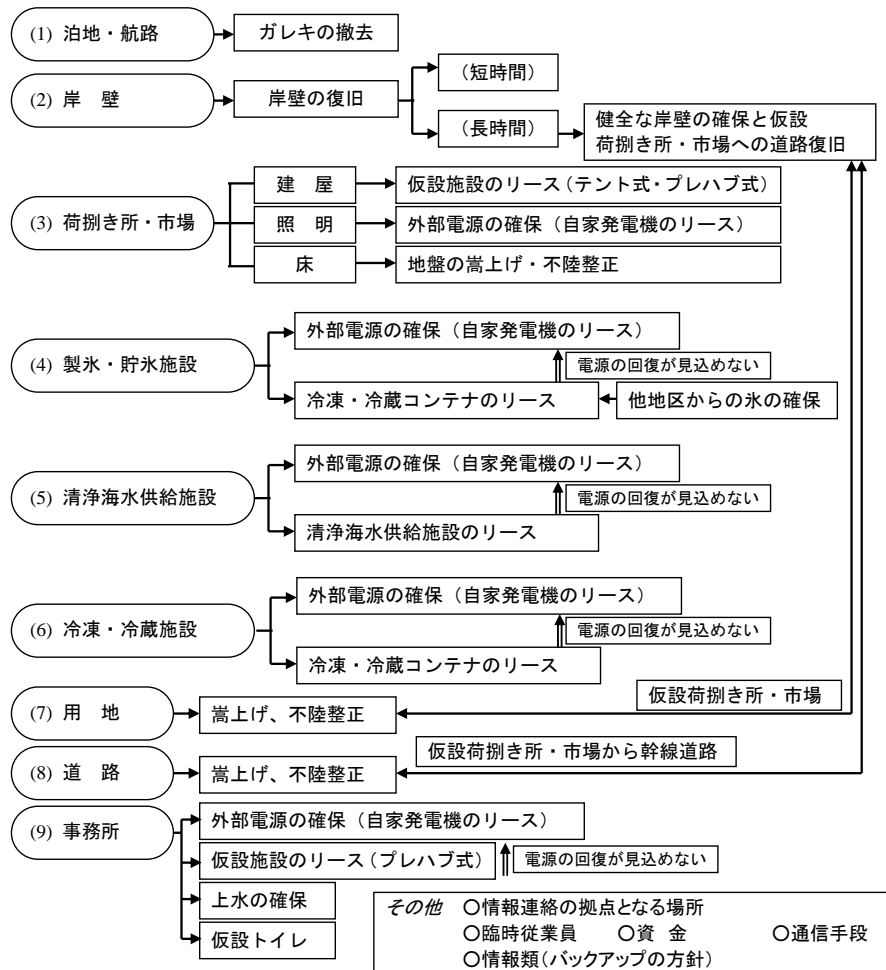 (1) 泊地・航路
ガレキの撤去
(2) 岸　壁
岸壁の復旧
（短時間）
（長時間）
健全な岸壁の確保と仮設
荷捌き所・市場への道路復旧
(3) 荷捌き所・市場
建　屋
仮設施設のリース（テント式・プレハブ式）
照　明
外部電源の確保（自家発電機のリース）
床
地盤の嵩上げ・不陸整正
(4) 製氷・貯氷施設
外部電源の確保（自家発電機のリース）
電源の回復が見込めない
冷凍・冷蔵コンテナのリース
他地区からの氷の確保
(5) 清浄海水供給施設
外部電源の確保（自家発電機のリース）
電源の回復が見込めない
清浄海水供給施設のリース
(6) 冷凍・冷蔵施設
外部電源の確保（自家発電機のリース）
電源の回復が見込めない
冷凍・冷蔵コンテナのリース
(7) 用　地
嵩上げ、不陸整正
仮設荷捌き所・市場
(8) 道　路
嵩上げ、不陸整正
仮設荷捌き所・市場から幹線道路
(9) 事務所
外部電源の確保（自家発電機のリース）
仮設施設のリース（プレハブ式）
電源の回復が見込めない
上水の確保
仮設トイレ
その他　○情報連絡の拠点となる場所
○臨時従業員　○資　金　○通信手段
○情報類（バックアップの方針）